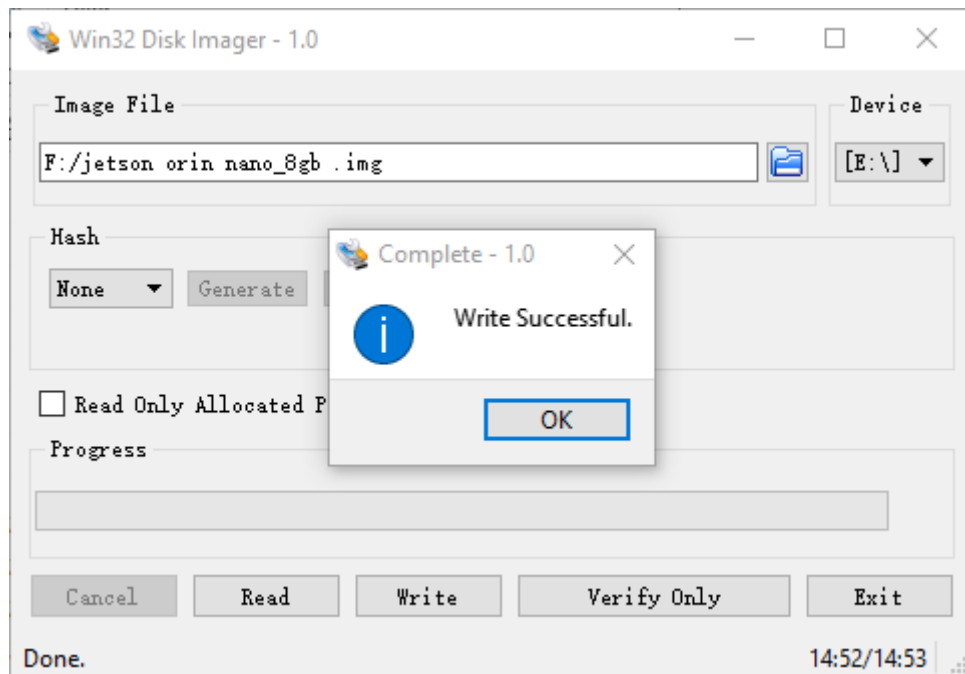 Win32 Disk Imager - 1.0
Image File
Device
F:/jetson orin nano_8gb .img
[E:\]
Hash
None
Generate
Complete - 1.0
Write Successful.
OK
Read Only Allocated P
Progress
Cancel
Read
Write
Verify Only
Exit
Done.
14:52/14:53